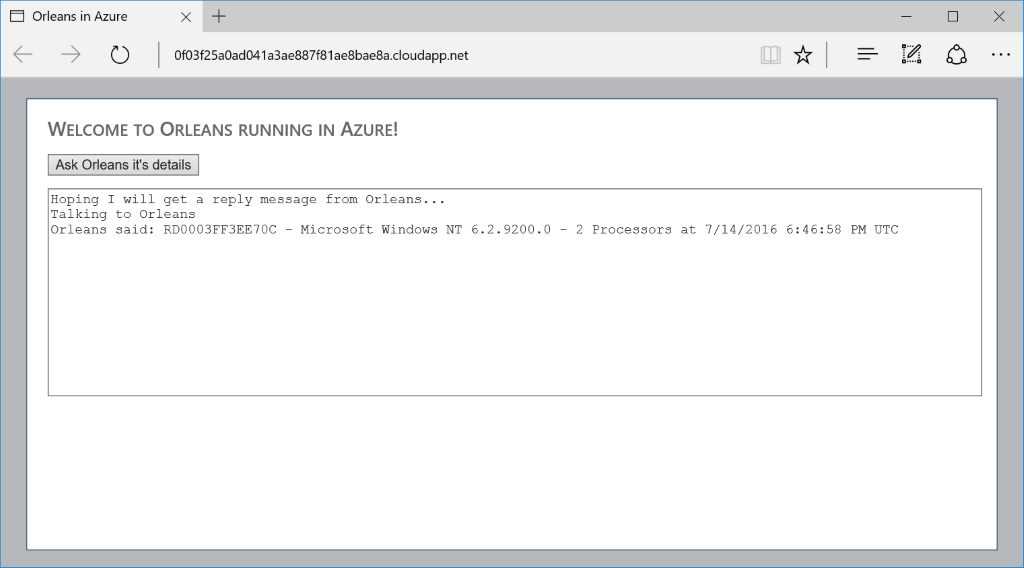 Orleans in Azure
0f03f25a0ad041a3ae887f81ae8bae8a.cloudapp.net
Welcome to Orleans running in Azure!
Ask Orleans it's details
Hoping I will get a reply message from Orleans...
Talking to Orleans
Orleans said: RD0003FF3EE70C - Microsoft Windows NT 6.2.9200.0 - 2 Processors at 7/14/2016 6:46:58 PM UTC